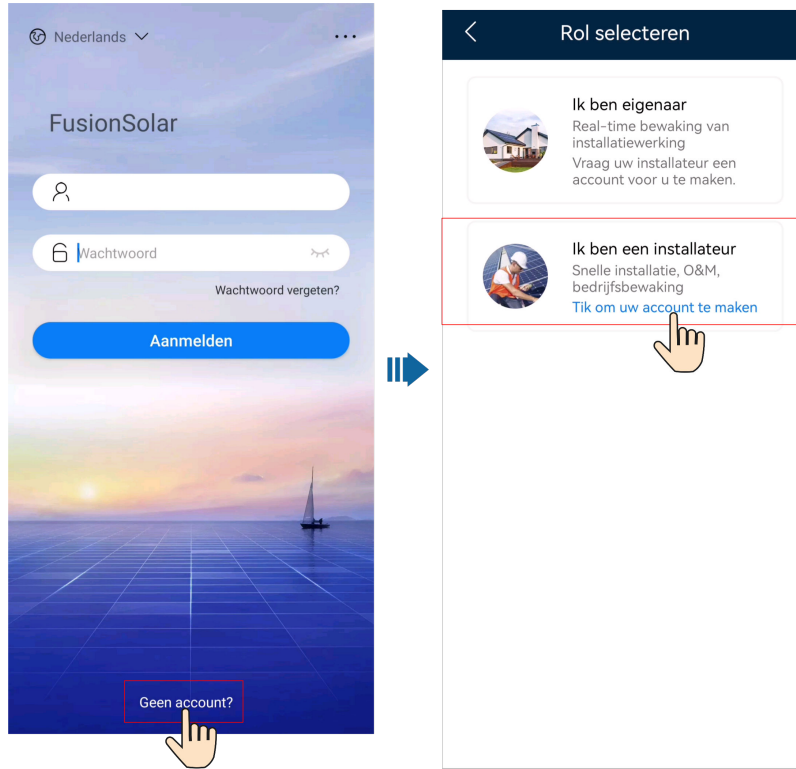 Nederlands
FusionSolar
Wachtwoord
Wachtwoord vergeten?
Aanmelden
Geen account?
Rol selecteren
Ik ben eigenaar
Real-time bewaking van
installatiewerking
Vraag uw installateur een
account voor u te maken.
Ik ben een installateur
Snelle installatie, O&M,
bedrijfsbewaking
Tik om uw account te maken